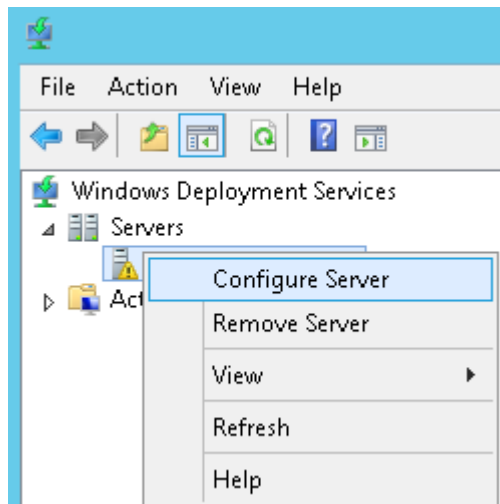 File Action View Help
Windows Deployment Services
Servers
Configure Server
Act
Remove Server
View
Refresh
Help